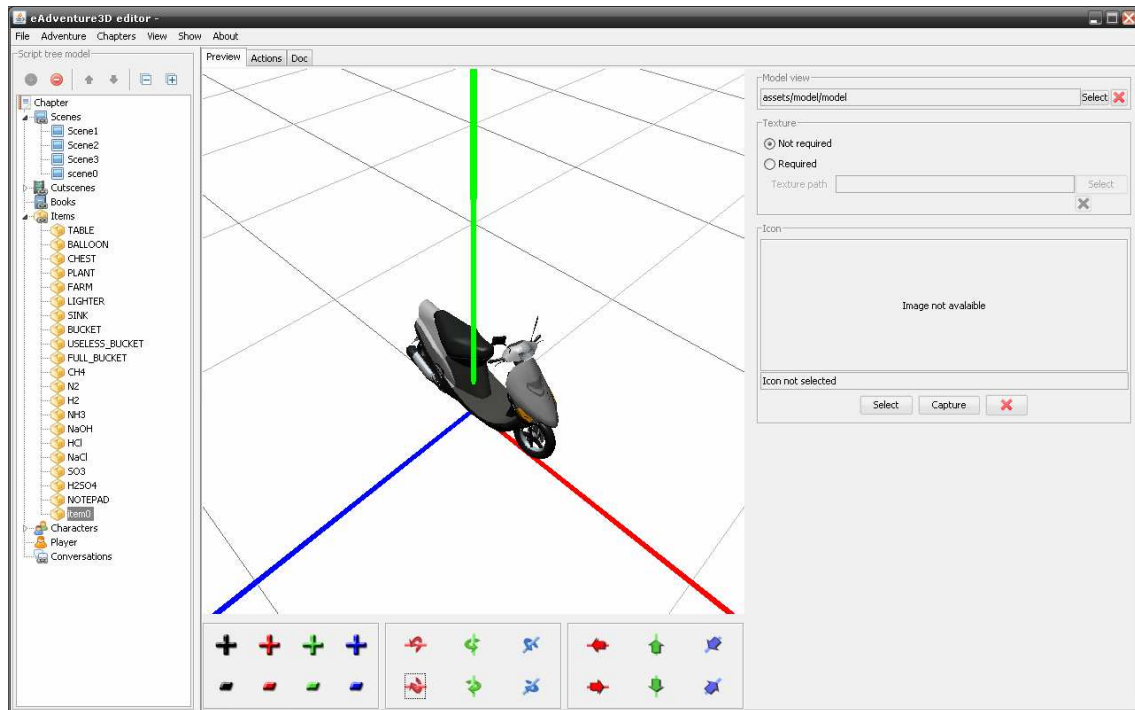 eAdventure3D editor -
File Adventure Chapters View Show About
Script tree model
Chapter
Scenes
Scene1
Scene2
Scene3
scene0
Cutscenes
Books
Items
TABLE
BALLOON
CHEST
PLANT
FARM
LIGHTER
SINK
BUCKET
USELESS_BUCKET
FULL_BUCKET
CH4
N2
H2
NH3
NaOH
HCl
NaCl
SO3
H2SO4
NOTEPAD
item0
Characters
Player
Conversations
Preview Actions Doc
Model view
assets/model/model Select
Texture
Not required
Required
Texture path Select
Icon
Image not avalaible
Icon not selected
Select Capture